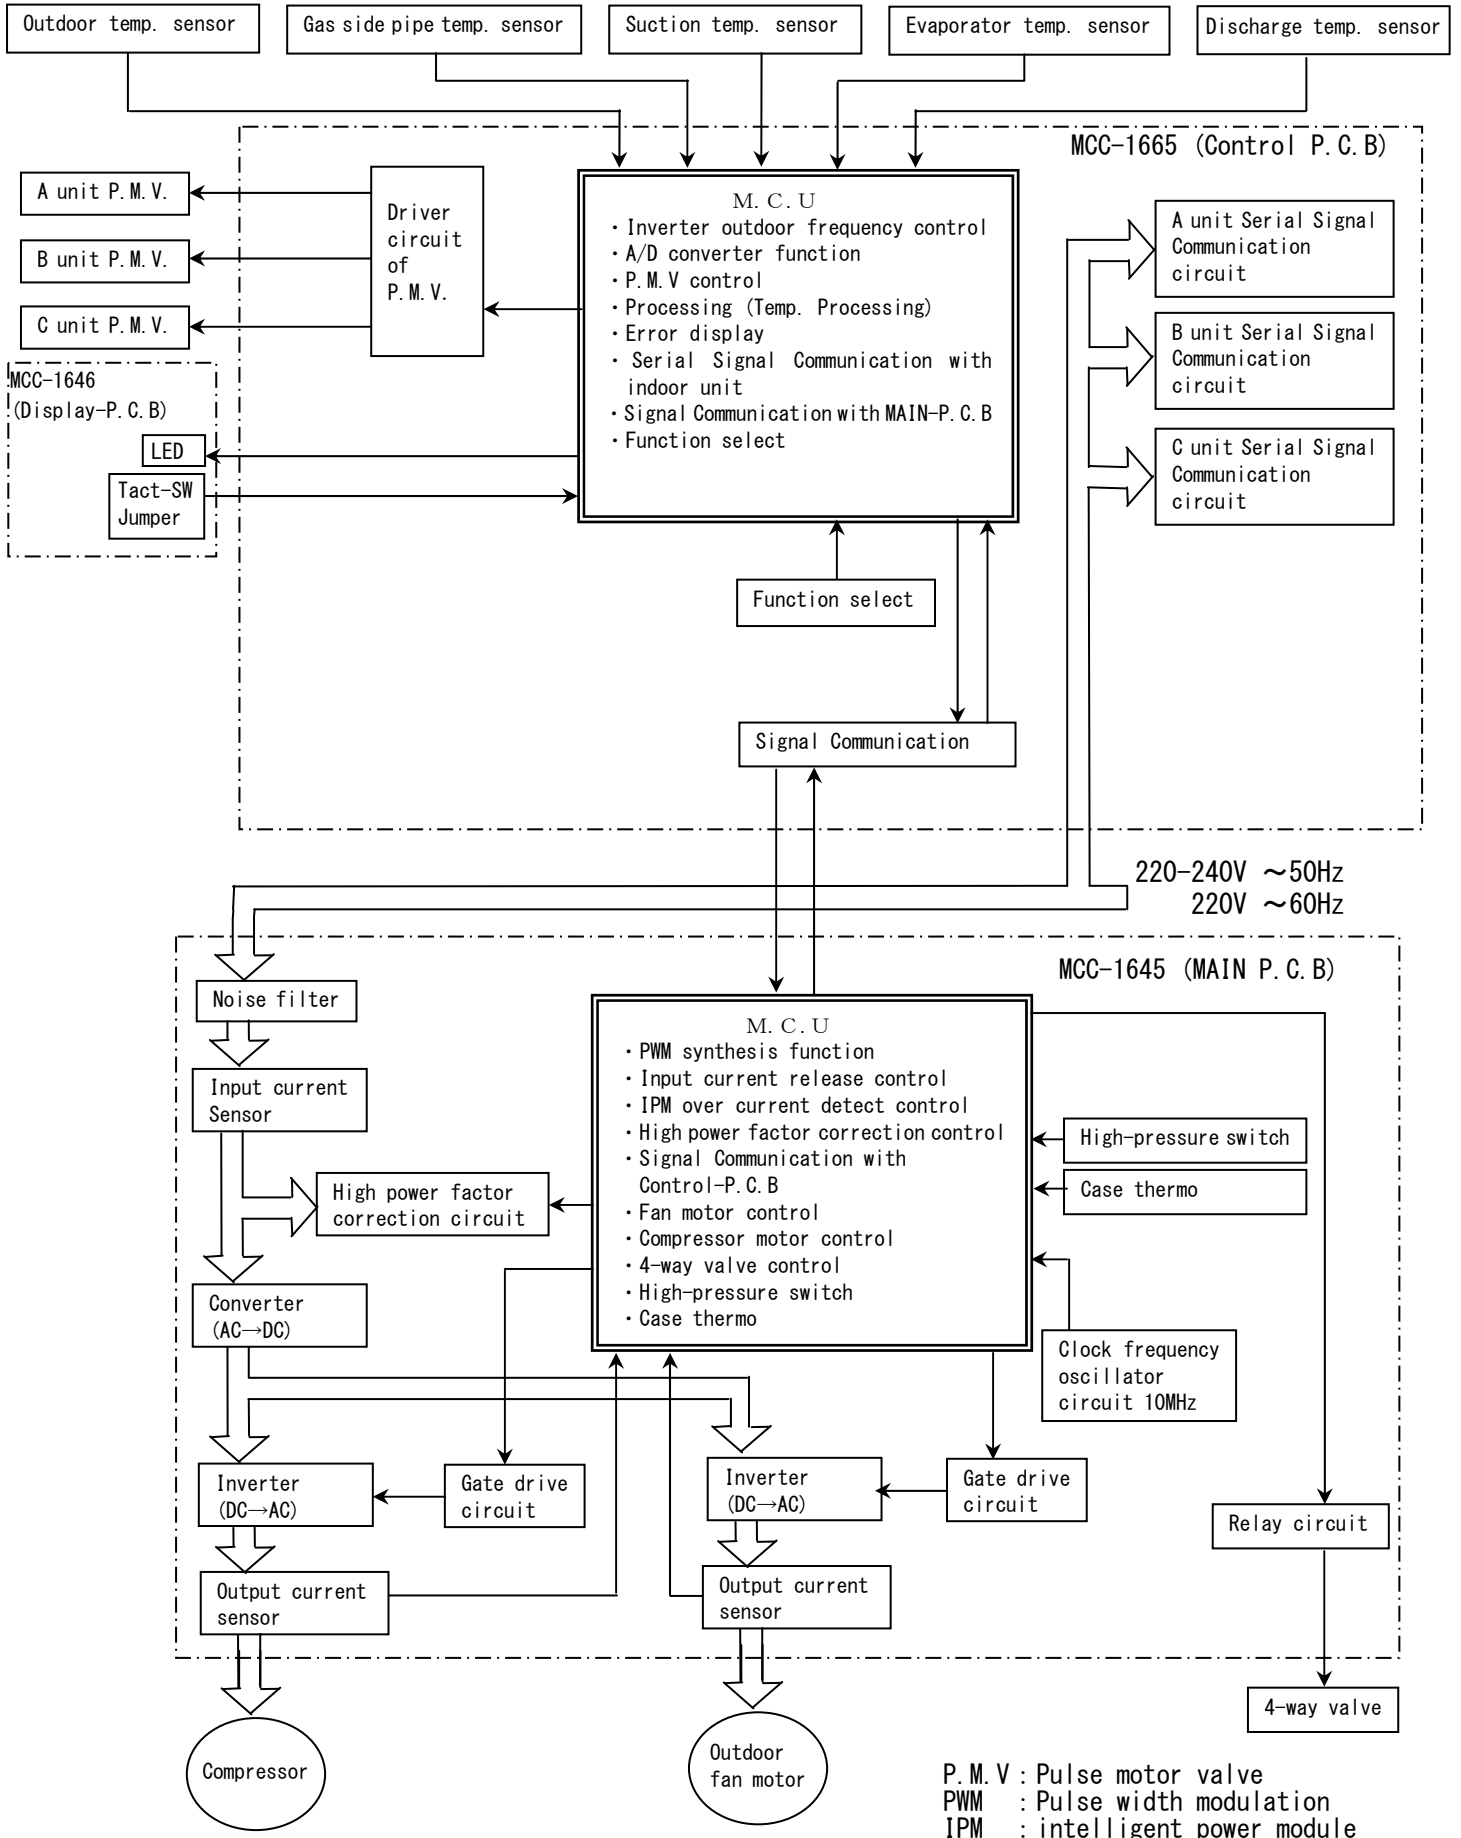 Outdoor temp. sensor
Gas side pipe temp. sensor
Suction temp. sensor
Evaporator temp. sensor
Discharge temp. sensor
MCC-1665 (Control P.C.B)
A unit P.M.V.
B unit P.M.V.
C unit P.M.V.
Driver
circuit
of
P.M.V.
M.C.U
・Inverter outdoor frequency control
・A/D converter function
・P.M.V control
・Processing (Temp. Processing)
・Error display
・Serial Signal Communication with
indoor unit
・Signal Communication with MAIN-P.C.B
・Function select
A unit Serial Signal
Communication
circuit
B unit Serial Signal
Communication
circuit
C unit Serial Signal
Communication
circuit
MCC-1646
(Display-P.C.B)
LED
Tact-SW
Jumper
Function select
Signal Communication
220-240V ～50Hz
220V ～60Hz
MCC-1645 (MAIN P.C.B)
Noise filter
Input current
Sensor
High power factor
correction circuit
Converter
(AC→DC)
M.C.U
・PWM synthesis function
・Input current release control
・IPM over current detect control
・High power factor correction control
・Signal Communication with
Control-P.C.B
・Fan motor control
・Compressor motor control
・4-way valve control
・High-pressure switch
・Case thermo
High-pressure switch
Case thermo
Clock frequency
oscillator
circuit 10MHz
Inverter
(DC→AC)
Gate drive
circuit
Inverter
(DC→AC)
Gate drive
circuit
Relay circuit
Output current
sensor
Output current
sensor
4-way valve
Compressor
Outdoor
fan motor
P.M.V : Pulse motor valve
PWM : Pulse width modulation
IPM : intelligent power module